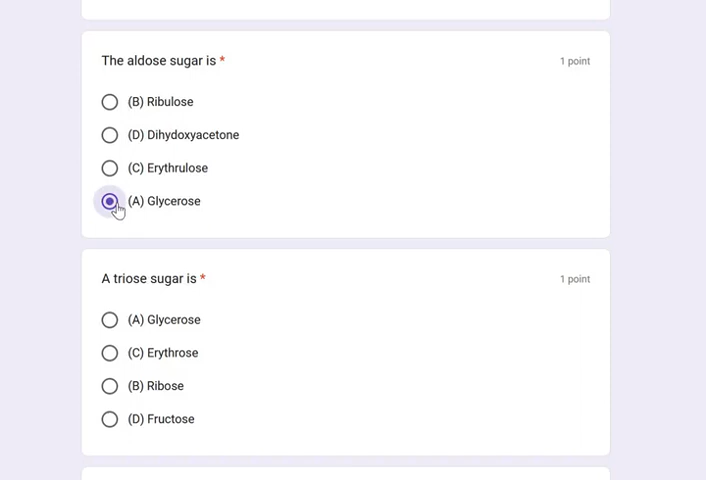 The aldose sugar is *
1 point
(B) Ribulose
(D) Dihydoxyacetone
(C) Erythrulose
(A) Glycerose
A triose sugar is *
1 point
(A) Glycerose
(C) Erythrose
(B) Ribose
(D) Fructose